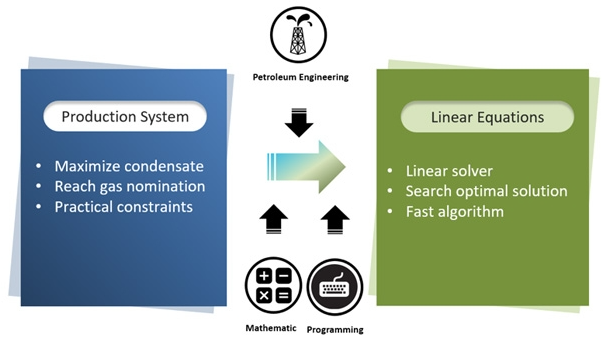 Petroleum Engineering
Production System
• Maximize condensate
• Reach gas nomination
• Practical constraints
Linear Equations
• Linear solver
• Search optimal solution
• Fast algorithm
Mathematic
Programming